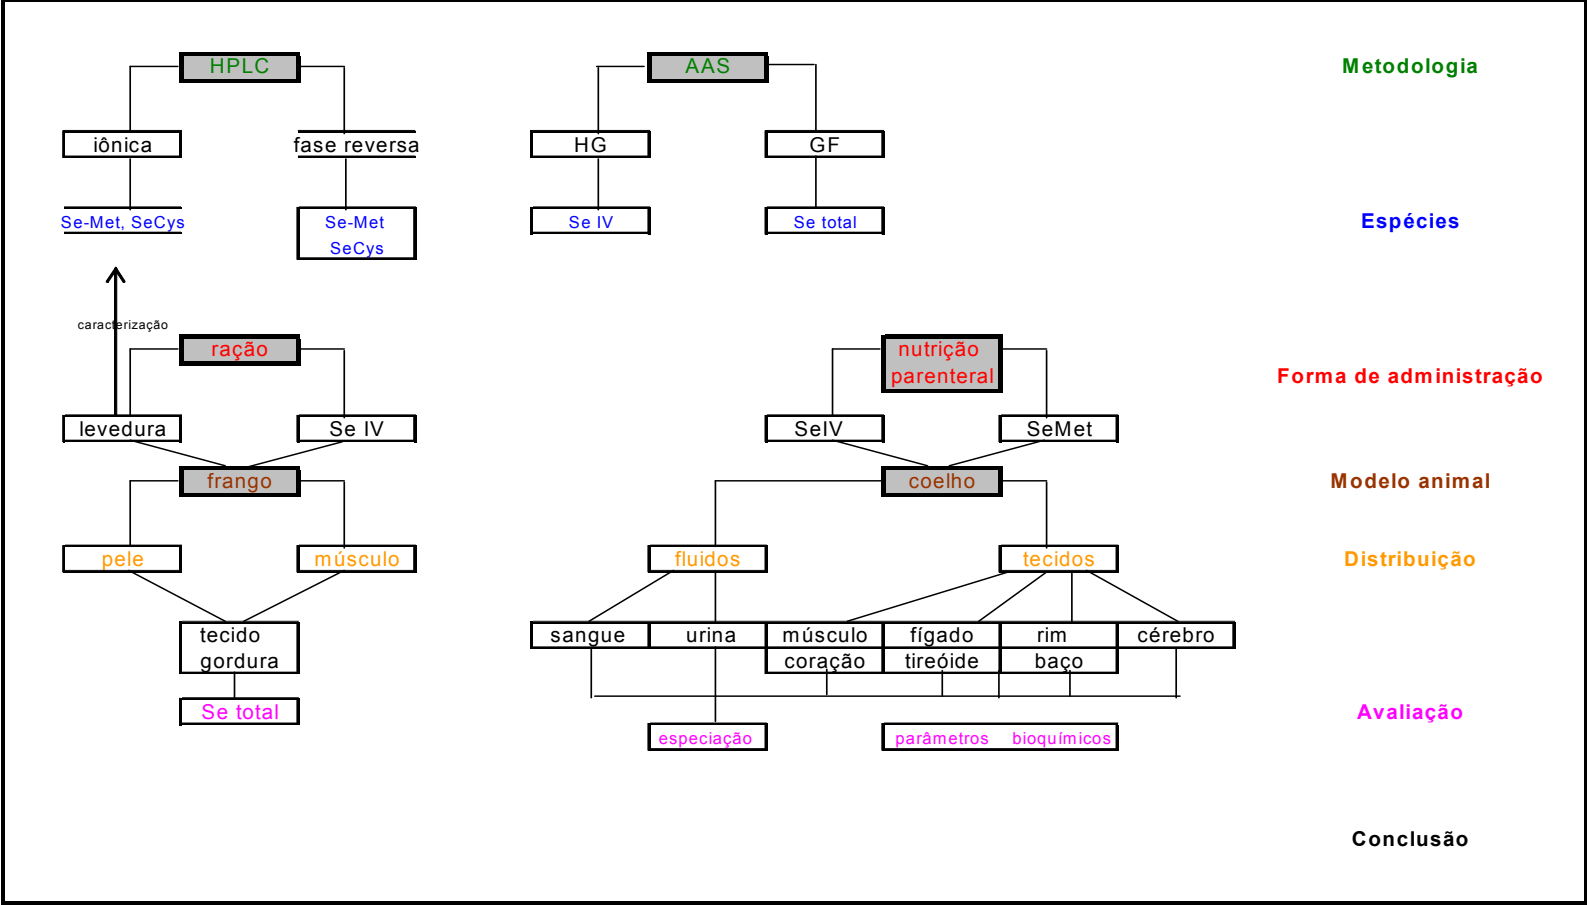 HPLC AAS Metodologia
iônica fase reversa HG GF
Se-Met, SeCys Se-Met Se IV Se total Espécies
SeCys
caracterização
ração nutrição
parenteral Forma de administração
levedura Se IV SeIV SeMet
frango coelho Modelo animal
pele músculo fluidos tecidos Distribuição
tecido sangue urina músculo fígado rim cérebro
gordura coração tireóide baço
Se total Avaliação
especiação parâmetros bioquímicos
Conclusão